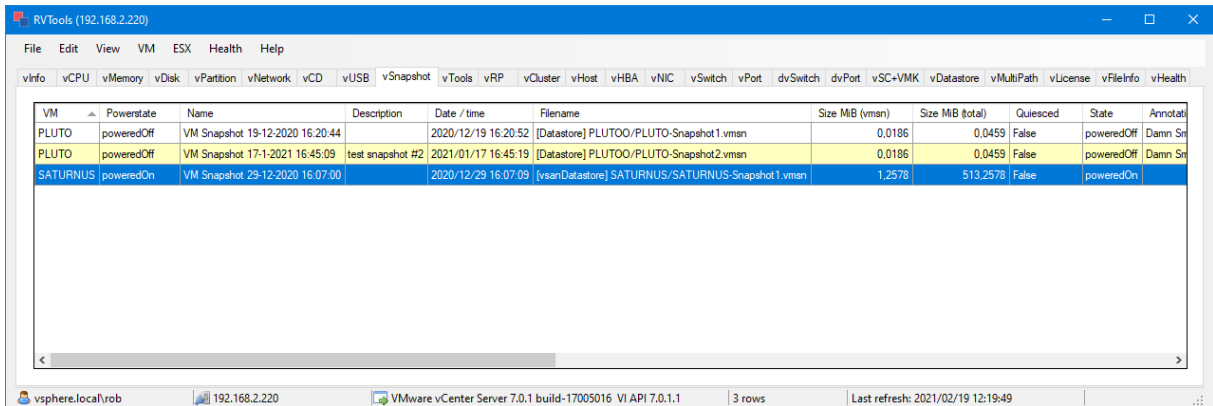 RVTools (192.168.2.220)
File Edit View VM ESX Health Help
vInfo vCPU vMemory vDisk vPartition vNetwork vCD vUSB vSnapshot vTools vRP vCluster vHost vHBA vNIC vSwitch vPort dvSwitch dvPort vSC+VMK vDatastore vMultiPath vLicense vFileInfo vHealth
VM Powerstate Name Description Date / time Filename Size MiB (vmsn) Size MiB (total) Quiesced State Annotati
PLUTO poweredOff VM Snapshot 19-12-2020 16:20:44 2020/12/19 16:20:52 [Datastore] PLUTOO/PLUTO-Snapshot1.vmsn 0,0186 0,0459 False poweredOff Damn Sm
PLUTO poweredOff VM Snapshot 17-1-2021 16:45:09 test snapshot #2 2021/01/17 16:45:19 [Datastore] PLUTOO/PLUTO-Snapshot2.vmsn 0,0186 0,0459 False poweredOff Damn Sm
SATURNUS poweredOn VM Snapshot 29-12-2020 16:07:00 2020/12/29 16:07:09 [vsanDatastore] SATURNUS/SATURNUS-Snapshot1.vmsn 1,2578 513,2578 False poweredOn
vsphere.local\rob 192.168.2.220 VMware vCenter Server 7.0.1 build-17005016 VI API 7.0.1.1 3 rows Last refresh: 2021/02/19 12:19:49